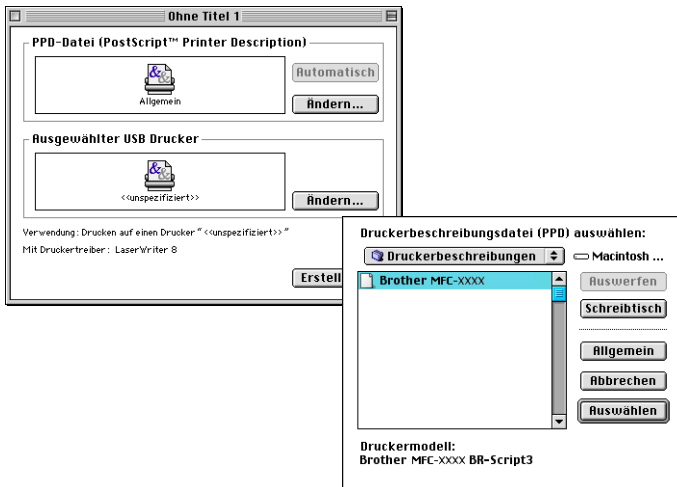 Ohne Titel 1
PPD-Datei (PostScript™ Printer Description)
Allgemein
Automatisch
Ändern...
Ausgewählter USB Drucker
<<unspezifiziert>>
Ändern...
Verwendung: Drucken auf einen Drucker "<<unspezifiziert>>"
Mit Druckertreiber: LaserWriter 8
Erstell
Druckerbeschreibungsdatei (PPD) auswählen:
Druckerbeschreibungen
Macintosh ...
Brother MFC-XXXX
Auswerfen
Schreibtisch
Allgemein
Abbrechen
Auswählen
Druckermodell:
Brother MFC-XXXX BR-Script3